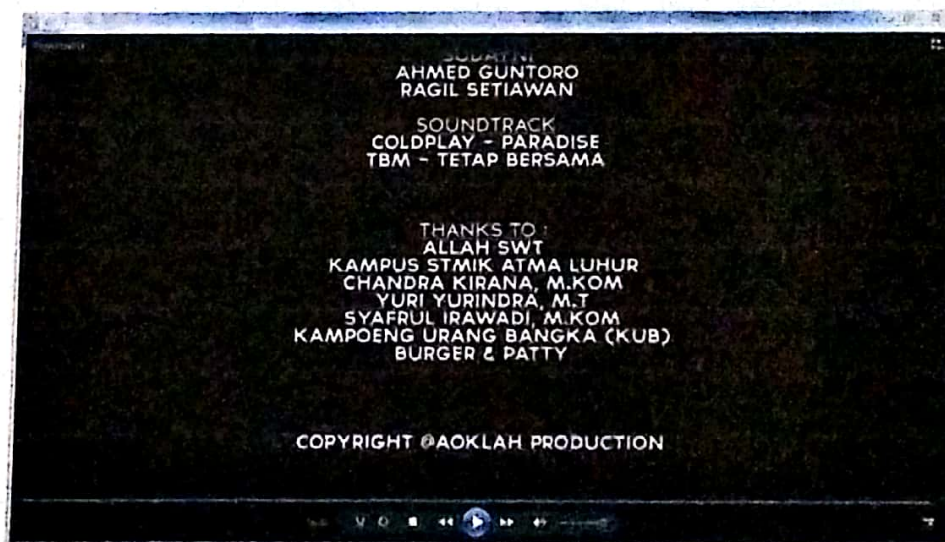 AHMED GUNTORO
RAGIL SETIAWAN
SOUNDTRACK
COLDPLAY - PARADISE
TBM - TETAP BERSAMA
THANKS TO :
ALLAH SWT
KAMPUS STMIK ATMA LUHUR
CHANDRA KIRANA, M.KOM
YURI YURINDRA, M.T
SYAFRUL IRAWADI, M.KOM
KAMPOENG URANG BANGKA (KUB)
BURGER & PATTY
COPYRIGHT @AOKLAH PRODUCTION